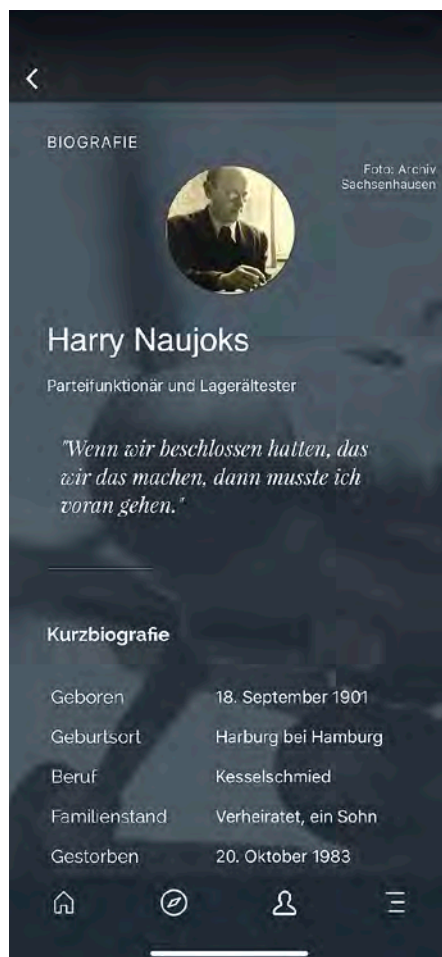 BIOGRAFIE
Foto: Archiv
Sachsenhausen
Harry Naujoks
Parteifunktionär und Lagerältester
"Wenn wir beschlossen hatten, das
wir das machen, dann musste ich
voran gehen."
Kurzbiografie
Geboren 18. September 1901
Geburtsort Harburg bei Hamburg
Beruf Kesselschmied
Familienstand Verheiratet, ein Sohn
Gestorben 20. Oktober 1983